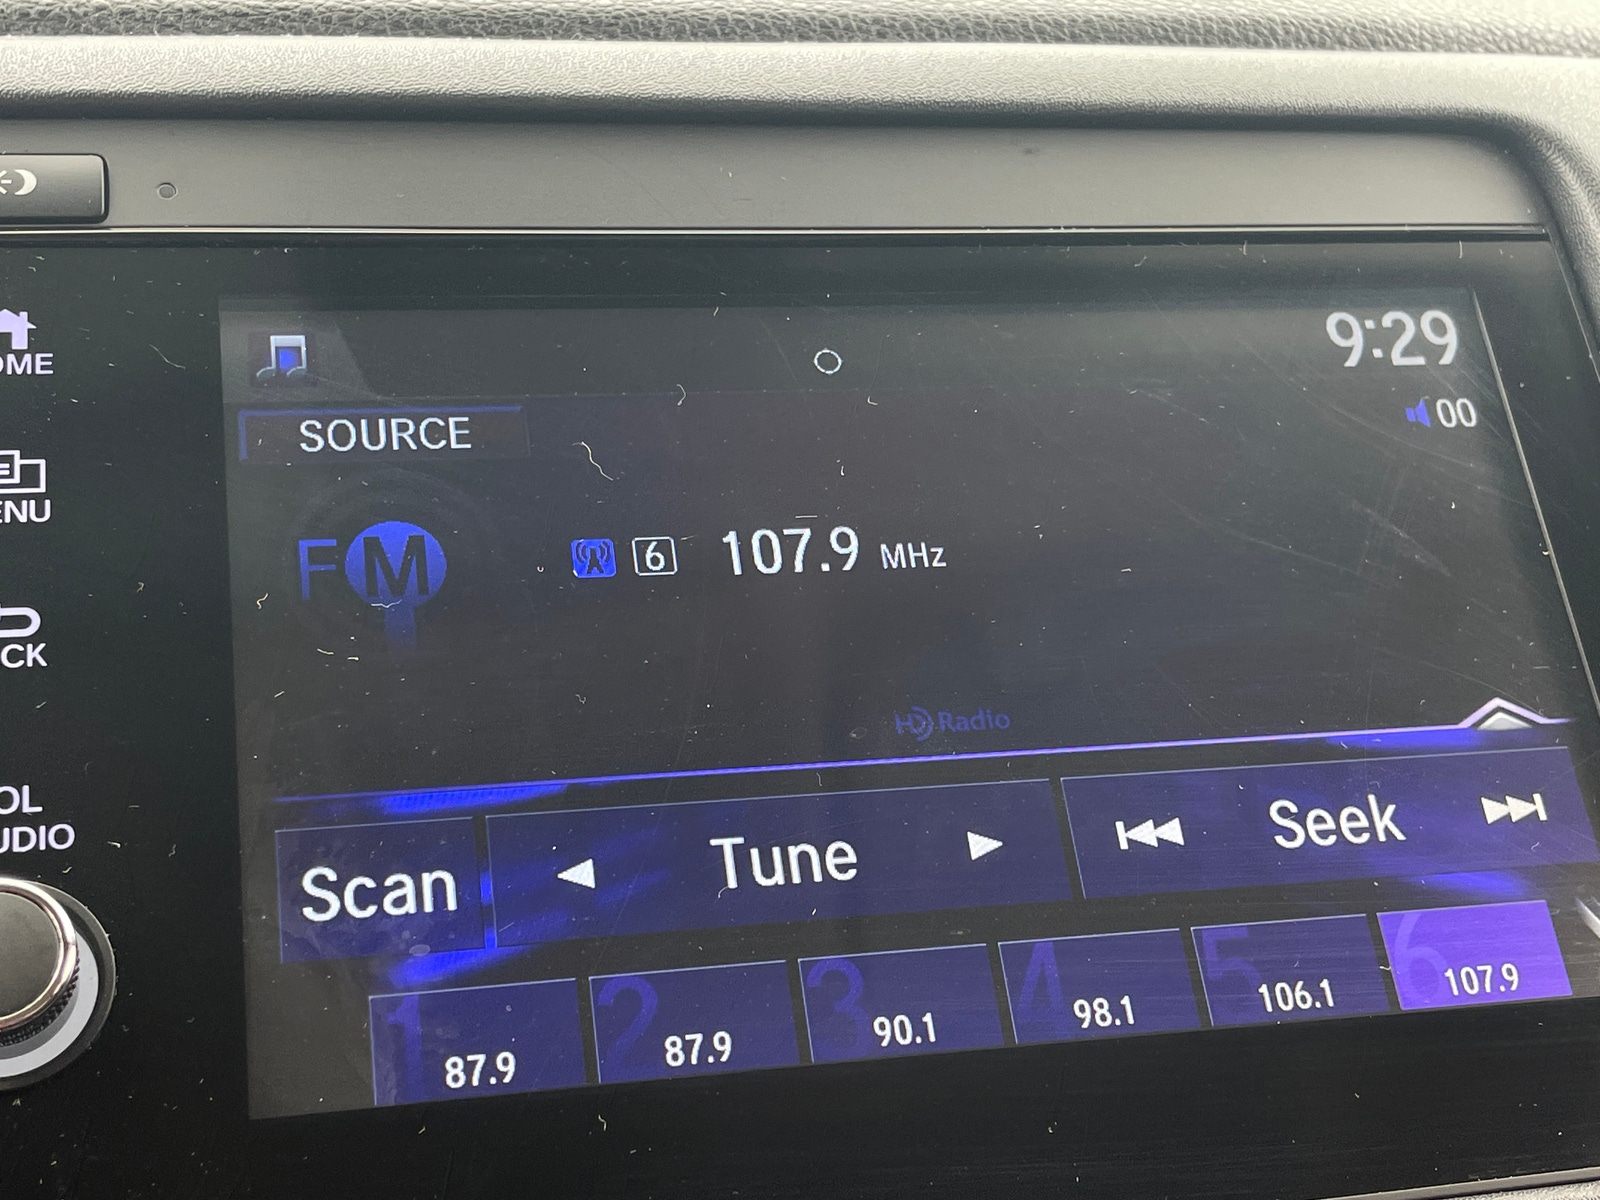 9:29
00
OME
SOURCE
ENU
FM 6 107.9 MHz
CK
HD Radio
OL
UDIO
Scan Tune Seek
1 87.9
2 87.9
3 90.1
4 98.1
5 106.1
6 107.9